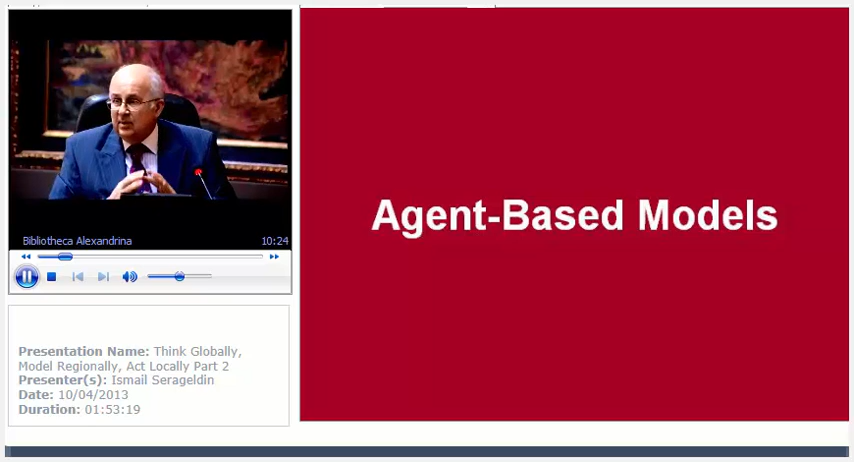 Bibliotheca Alexandrina
10:24
Presentation Name: Think Globally,
Model Regionally, Act Locally Part 2
Presenter(s): Ismail Serageldin
Date: 10/04/2013
Duration: 01:53:19
Agent-Based Models